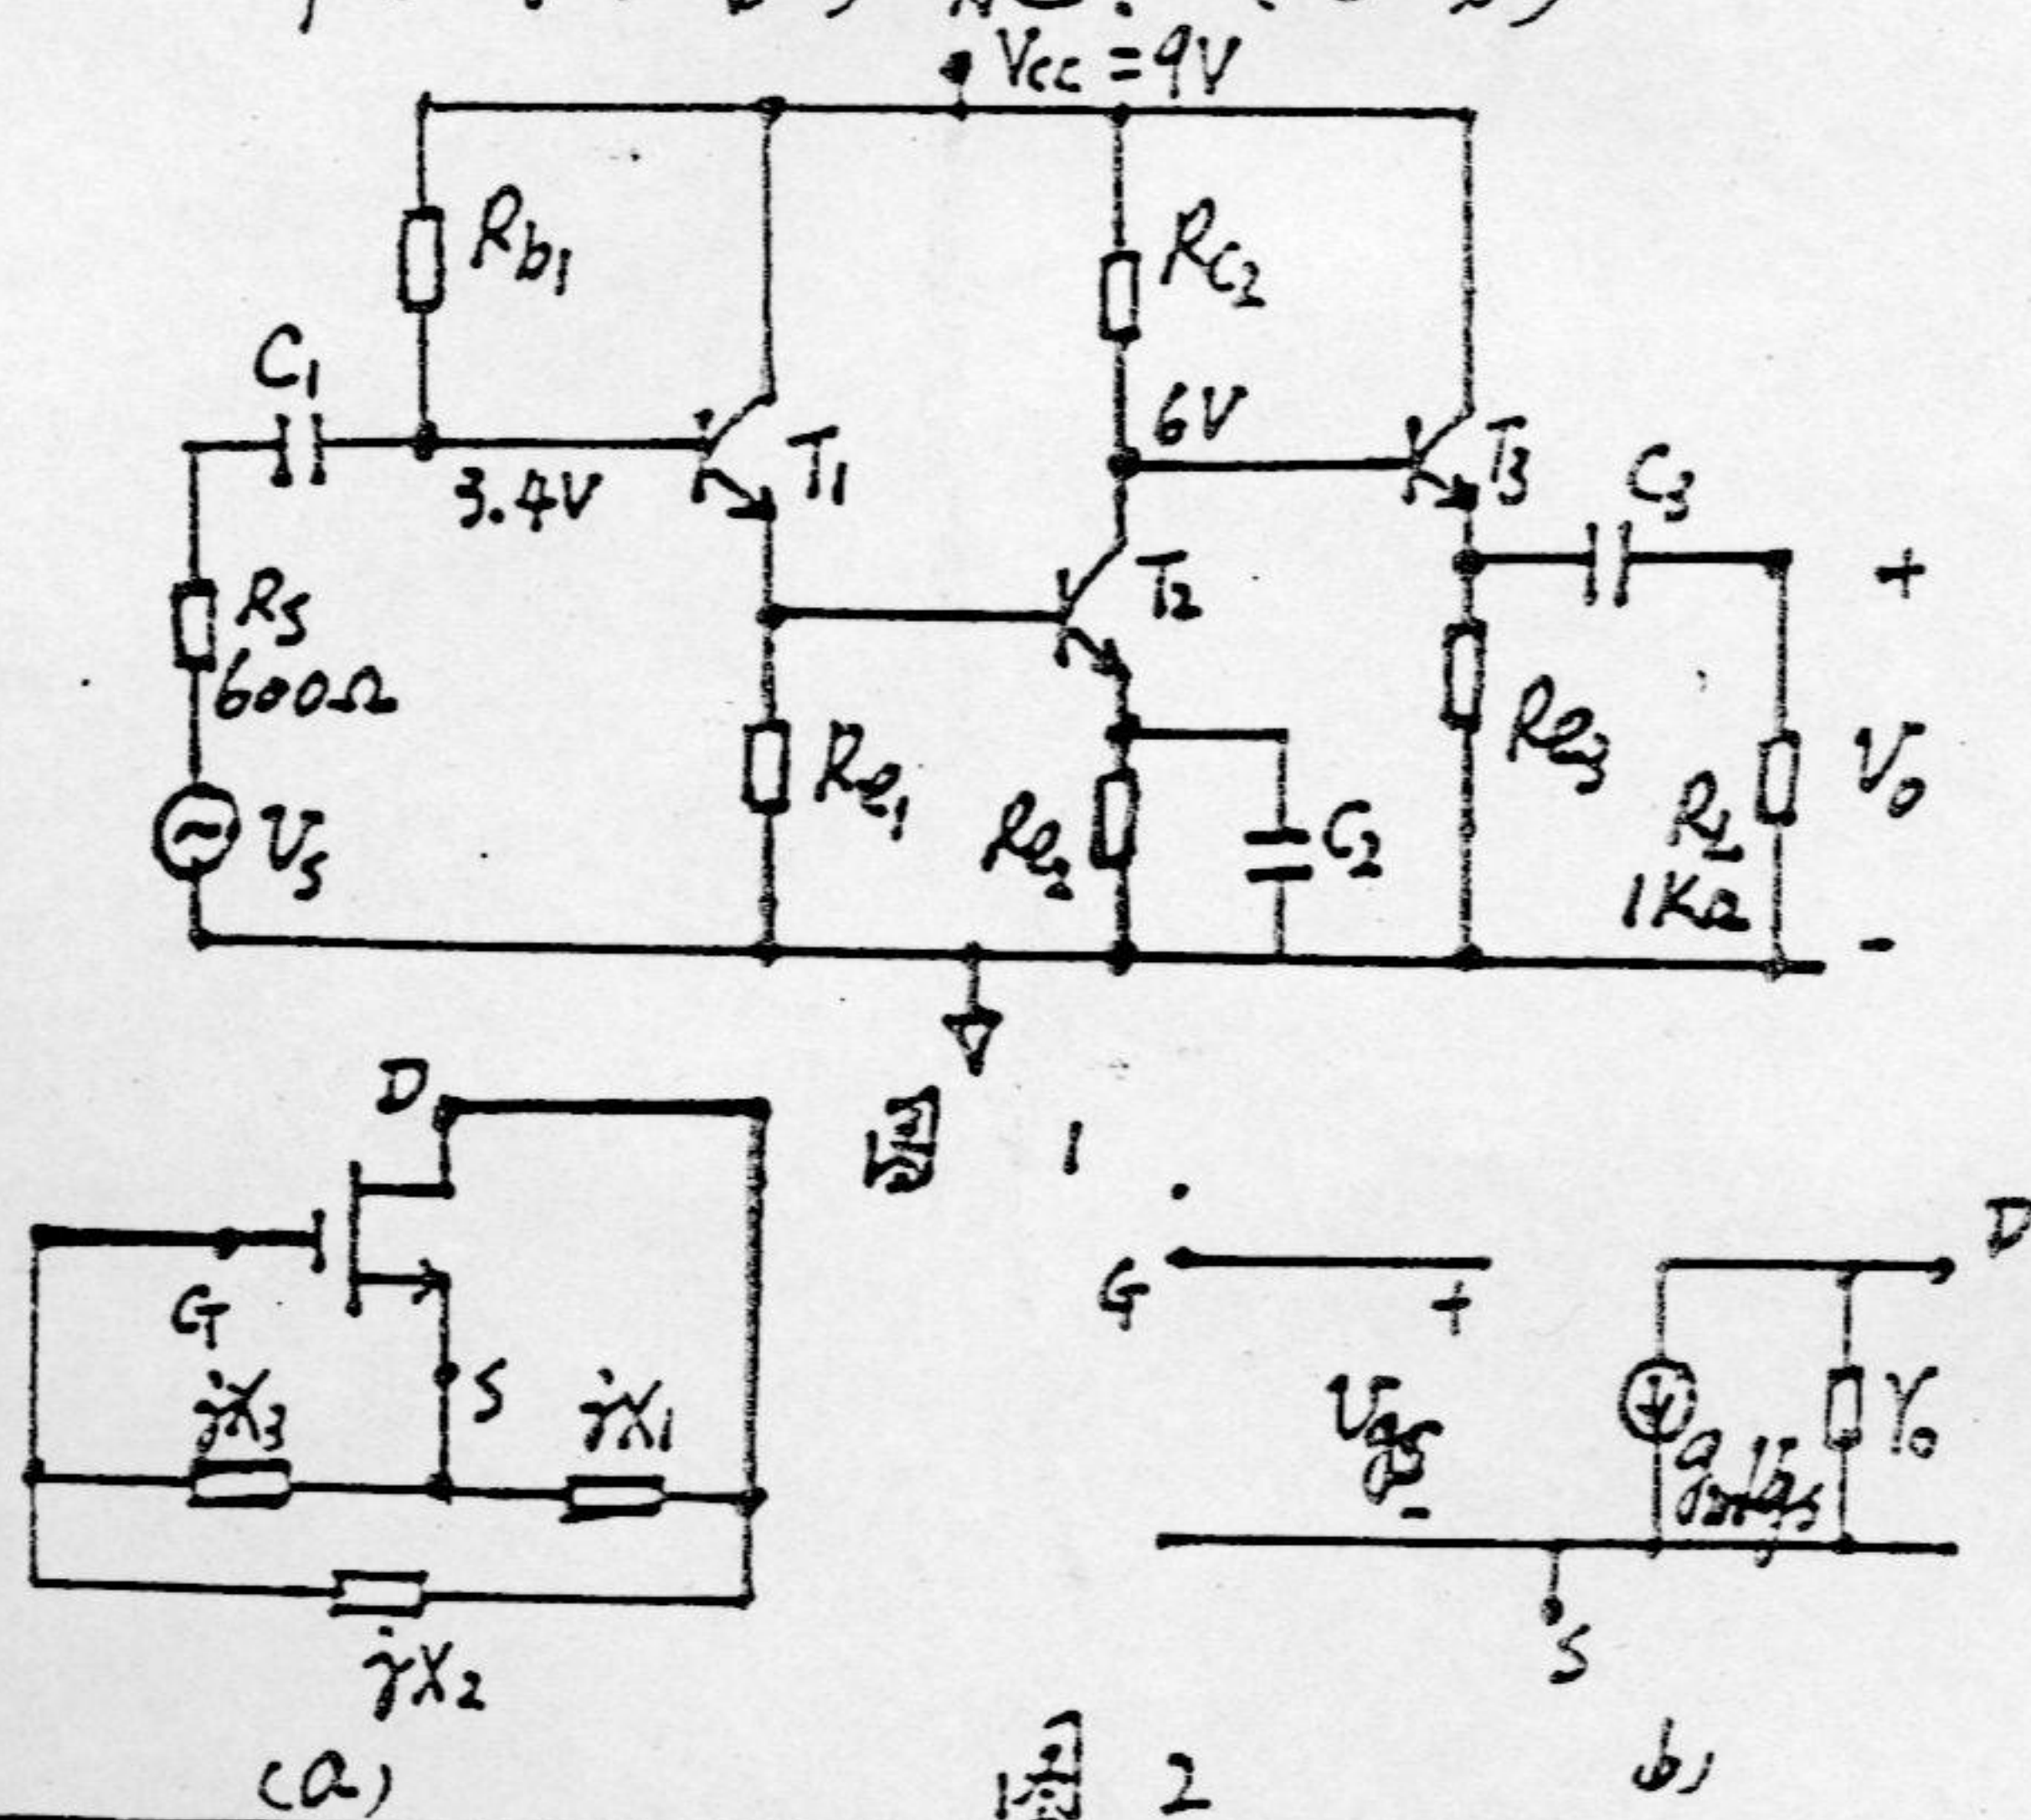 Vcc = 9V
Rb1
Rc2
C1
6V
3.4V
T1
T3
C3
T2
+
Rs
600Ω
Re1
Re2
C2
Re3
Vo
RL
1KΩ
Vs
-
图 1
D
G
S
jX3
jX1
jX2
(a)
G
+
Vgs
-
gmVgs
γo
D
S
图 2
b)